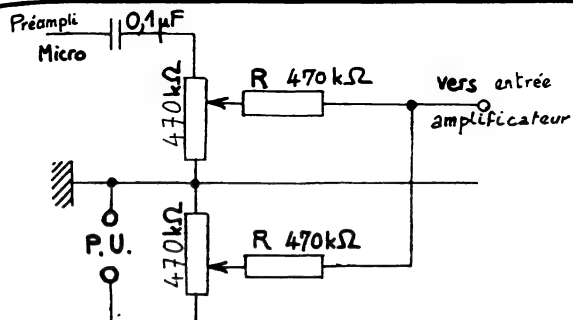 Préampli
Micro
0,1µF
470kΩ
R 470kΩ
vers entrée
amplificateur
P.U.
470kΩ
R 470kΩ